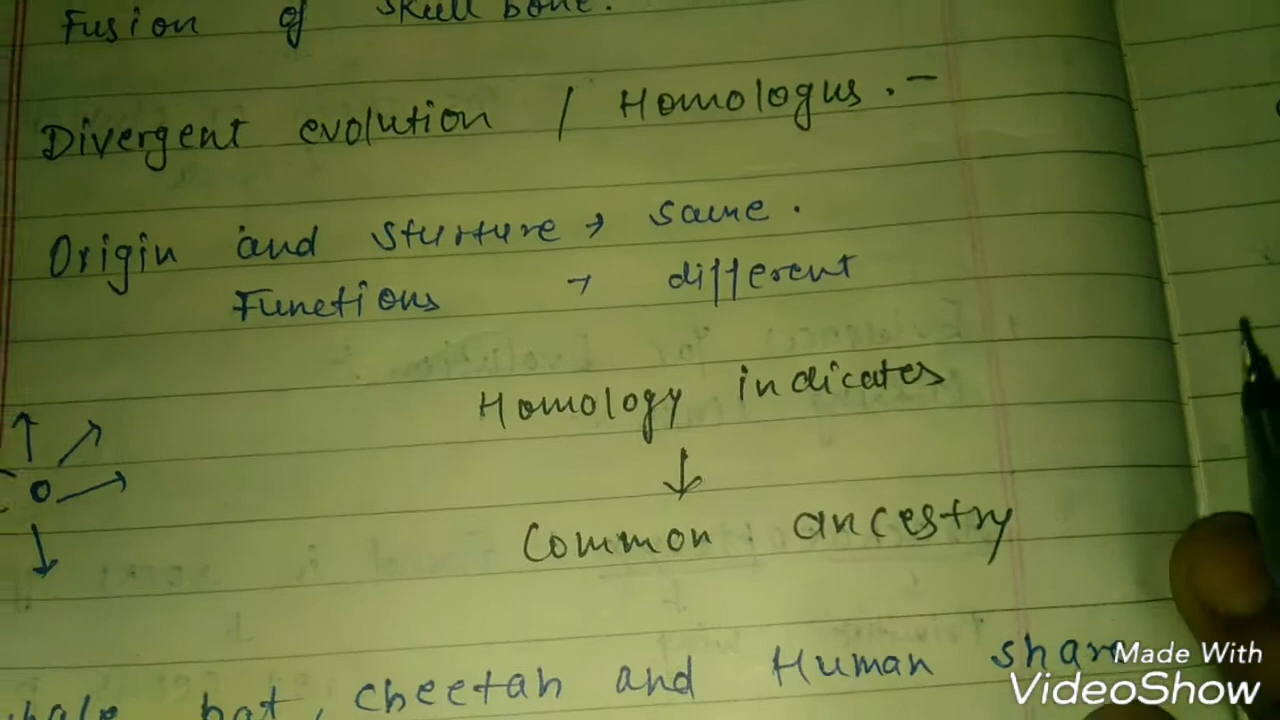 Fusion of skull bone.
Divergent evolution / Homologus. -
Origin and sturture → same.
Functions → different
Homology indicates
↓
Common ancestry
bat, cheetah and Human share
Made With
VideoShow